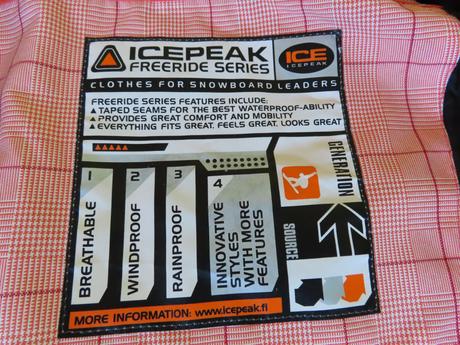 ICEPEAK
FREERIDE SERIES
ICE
ICEPEAK
CLOTHES FOR SNOWBOARD LEADERS
FREERIDE SERIES FEATURES INCLUDE:
TAPED SEAMS FOR THE BEST WATERPROOF-ABILITY
PROVIDES GREAT COMFORT AND MOBILITY
EVERYTHING FITS GREAT, FEELS GREAT, LOOKS GREAT
1
BREATHABLE
2
WINDPROOF
3
RAINPROOF
4
INNOVATIVE
STYLES
WITH MORE
FEATURES
GENERATION
SOURCE
MORE INFORMATION: www.icepeak.fi